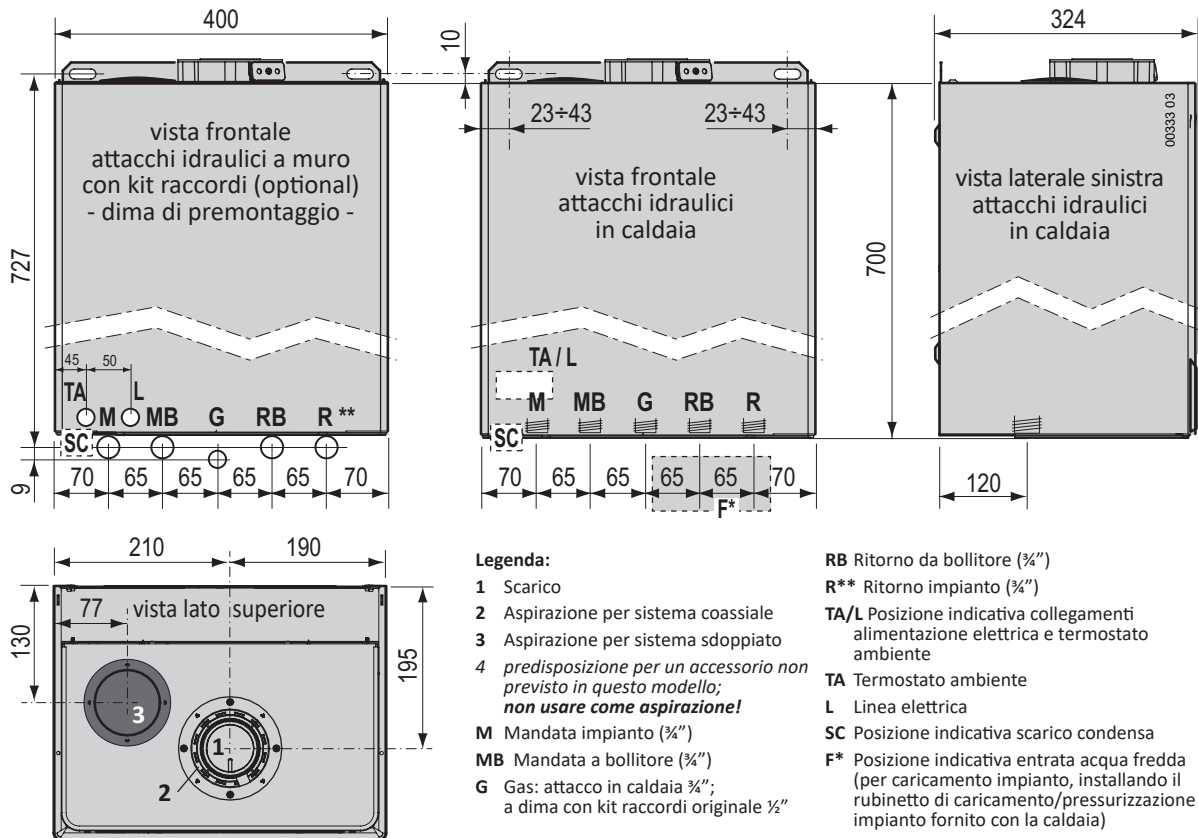 400
10
324
23÷43
23÷43
00333 03
vista frontale
attacchi idraulici a muro
con kit raccordi (optional)
- dima di premontaggio -
vista frontale
attacchi idraulici
in caldaia
vista laterale sinistra
attacchi idraulici
in caldaia
727
700
45
50
TA
L
M
MB
G
RB
R **
SC
TA / L
M
MB
G
RB
R
SC
9
70
65
65
65
65
70
70
65
65
65
65
70
F*
120
210
190
77
vista lato superiore
130
195
3
1
2
Legenda:
1 Scarico
2 Aspirazione per sistema coassiale
3 Aspirazione per sistema sdoppiato
4 predisposizione per un accessorio non
previsto in questo modello;
non usare come aspirazione!
M Mandata impianto (¾”)
MB Mandata a bollitore (¾”)
G Gas: attacco in caldaia ¾”;
a dima con kit raccordi originale ½”
RB Ritorno da bollitore (¾”)
R** Ritorno impianto (¾”)
TA/L Posizione indicativa collegamenti
alimentazione elettrica e termostato
ambiente
TA Termostato ambiente
L Linea elettrica
SC Posizione indicativa scarico condensa
F* Posizione indicativa entrata acqua fredda
(per caricamento impianto, installando il
rubinetto di caricamento/pressurizzazione
impianto fornito con la caldaia)